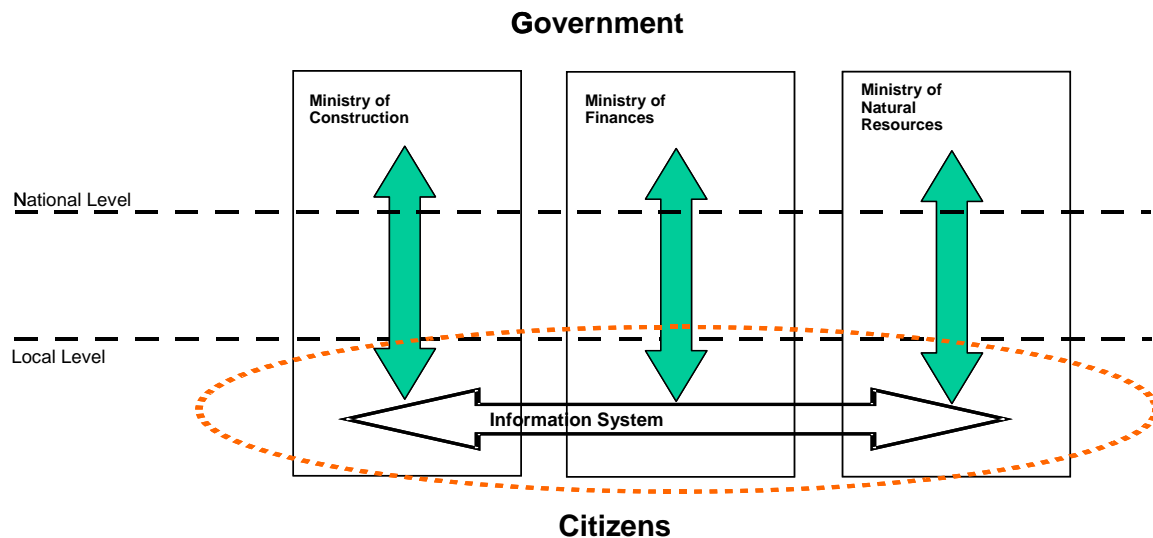 Government
Ministry of
Construction
Ministry of
Finances
Ministry of
Natural
Resources
National Level
Local Level
Information System
Citizens